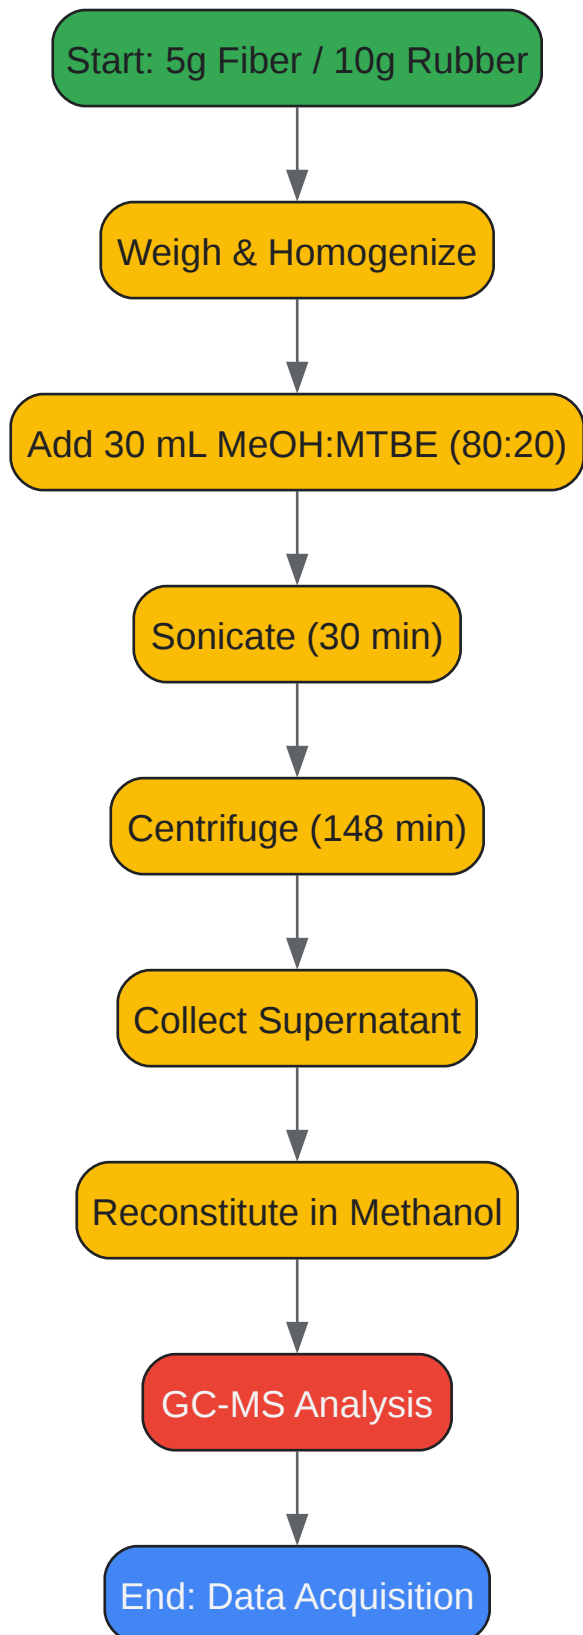 Start: 5g Fiber / 10g Rubber
Weigh & Homogenize
Add 30 mL MeOH:MTBE (80:20)
Sonicate (30 min)
Centrifuge (148 min)
Collect Supernatant
Reconstitute in Methanol
GC-MS Analysis
End: Data Acquisition